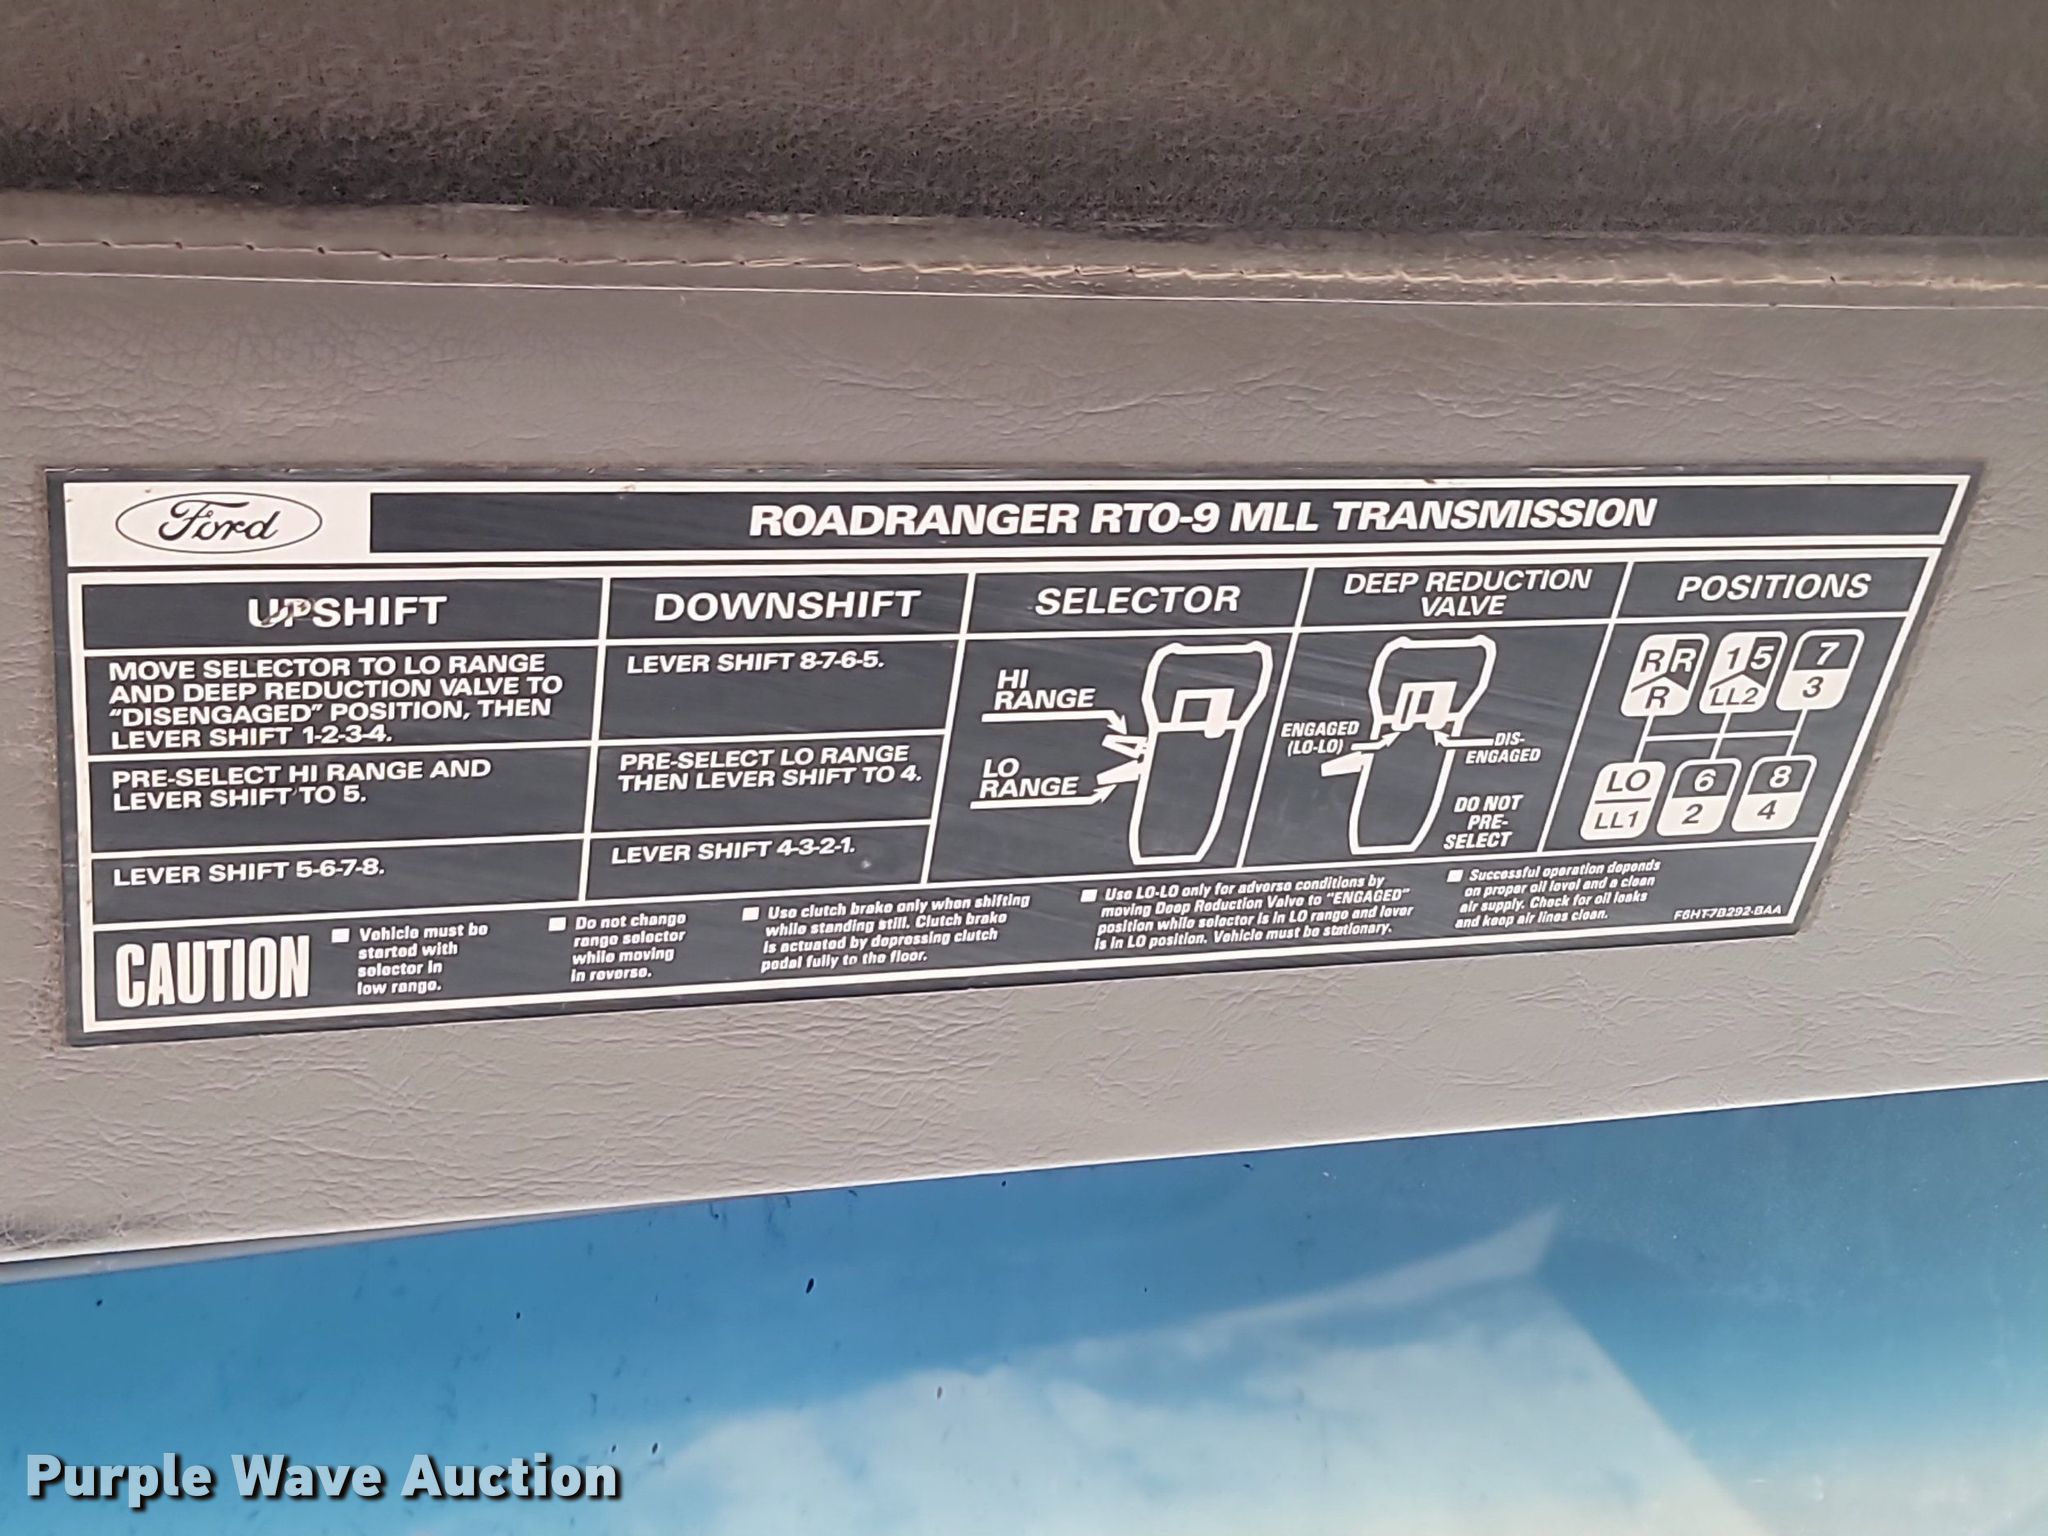 Ford
ROADRANGER RTO-9 MLL TRANSMISSION
UPSHIFT
MOVE SELECTOR TO LO RANGE
AND DEEP REDUCTION VALVE TO
"DISENGAGED" POSITION, THEN
LEVER SHIFT 1-2-3-4.
PRE-SELECT HI RANGE AND
LEVER SHIFT TO 5.
LEVER SHIFT 5-6-7-8.
DOWNSHIFT
LEVER SHIFT 8-7-6-5.
PRE-SELECT LO RANGE
THEN LEVER SHIFT TO 4.
LEVER SHIFT 4-3-2-1.
SELECTOR
HI
RANGE
LO
RANGE
DEEP REDUCTION
VALVE
ENGAGED
(LO-LO)
DIS-
ENGAGED
DO NOT
PRE-
SELECT
POSITIONS
R R
R
1 5
LL2
7
3
LO
LL1
6
2
8
4
CAUTION
■ Vehicle must be
started with
selector in
low range.
■ Do not change
range selector
while moving
in reverse.
■ Use clutch brake only when shifting
while standing still. Clutch brake
is actuated by depressing clutch
pedal fully to the floor.
■ Use LO-LO only for adverse conditions by
moving Deep Reduction Valve to "ENGAGED"
position while selector is in LO range and lever
is in LO position. Vehicle must be stationary.
■ Successful operation depends
on proper oil level and a clean
air supply. Check for oil leaks
and keep air lines clean.
F6HT-7B292-BAA
Purple Wave Auction